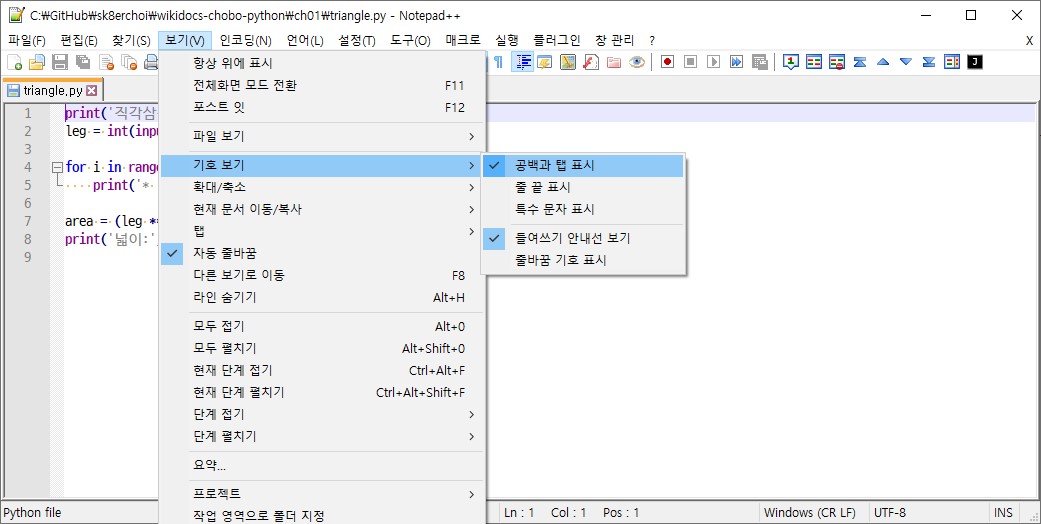 C:₩GitHub₩sk8erchoi₩wikidocs-chobo-python₩ch01₩triangle.py - Notepad++
파일(F) 편집(E) 찾기(S) 보기(V) 인코딩(N) 언어(L) 설정(T) 도구(O) 매크로 실행 플러그인 창 관리 ? X
triangle.py
항상 위에 표시
전체화면 모드 전환 F11
포스트 잇 F12
파일 보기
기호 보기
확대/축소
현재 문서 이동/복사
탭
자동 줄바꿈
다른 보기로 이동 F8
라인 숨기기 Alt+H
모두 접기 Alt+0
모두 펼치기 Alt+Shift+0
현재 단계 접기 Ctrl+Alt+F
현재 단계 펼치기 Ctrl+Alt+Shift+F
단계 접기
단계 펼치기
요약...
프로젝트
작업 영역으로 폴더 지정
공백과 탭 표시
줄 끝 표시
특수 문자 표시
들여쓰기 안내선 보기
줄바꿈 기호 표시
1 print('직각삼
2 leg = int(inpu
3
4 for i in range
5 print('*
6
7 area = (leg **
8 print('넓이:'
9
Python file Ln : 1 Col : 1 Pos : 1 Windows (CR LF) UTF-8 INS